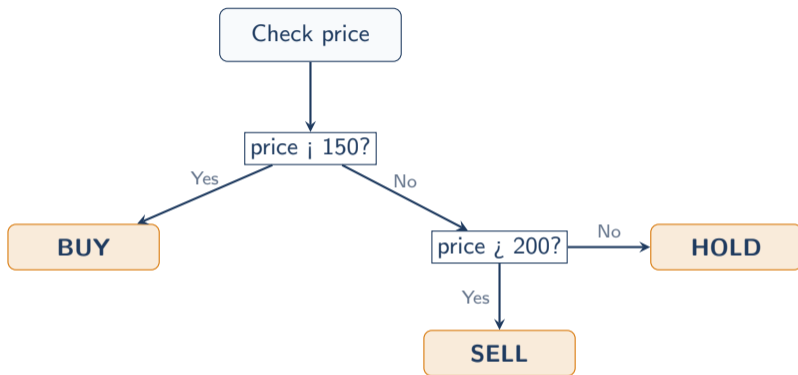 Check price
price ¡ 150?
Yes
No
BUY
price ¿ 200?
No
HOLD
Yes
SELL